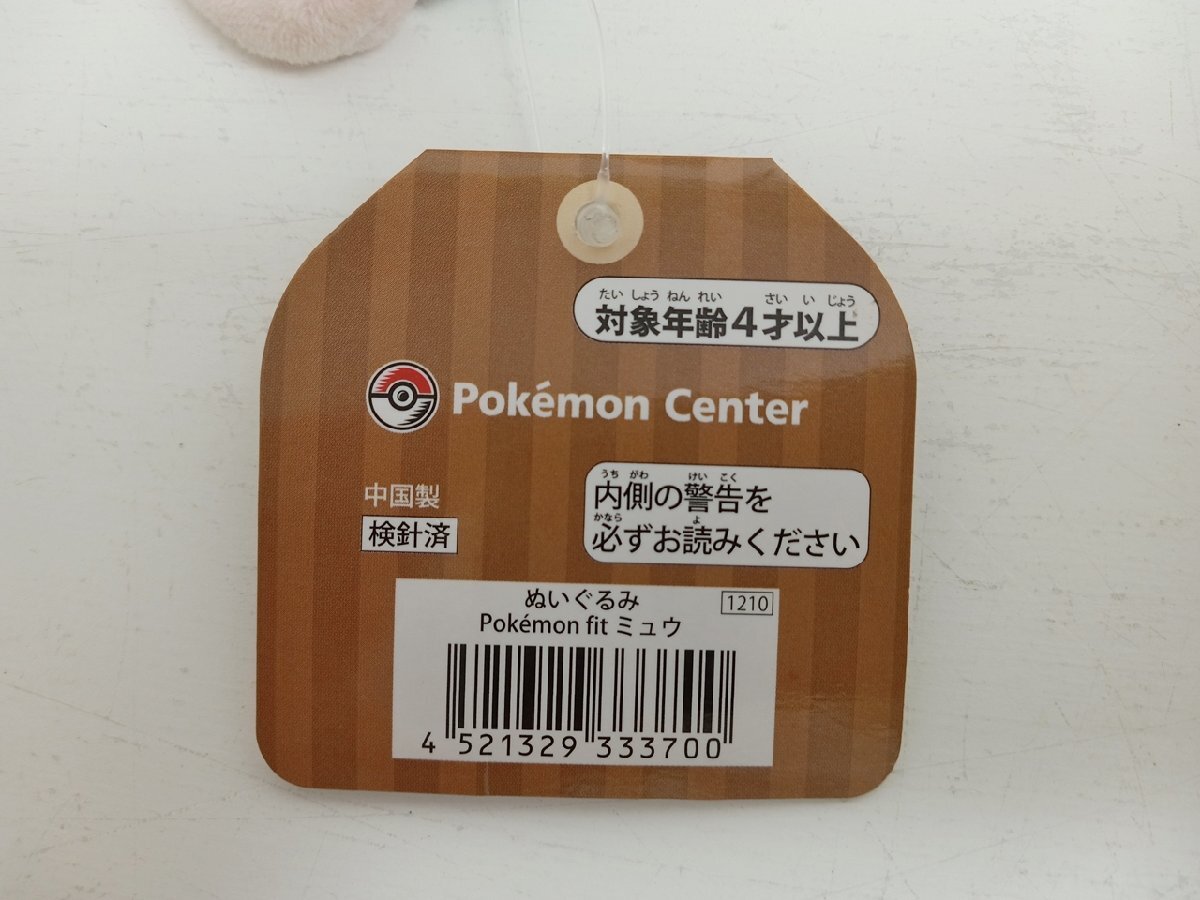 たい しょう ねん れい さい い じょう
対象年齢4才以上
Pokémon Center
中国製
検針済
うち がわ けい こく
内側の警告を
かなら よ
必ずお読みください
ぬいぐるみ
1210
Pokémon fit ミュウ
4 521329 333700